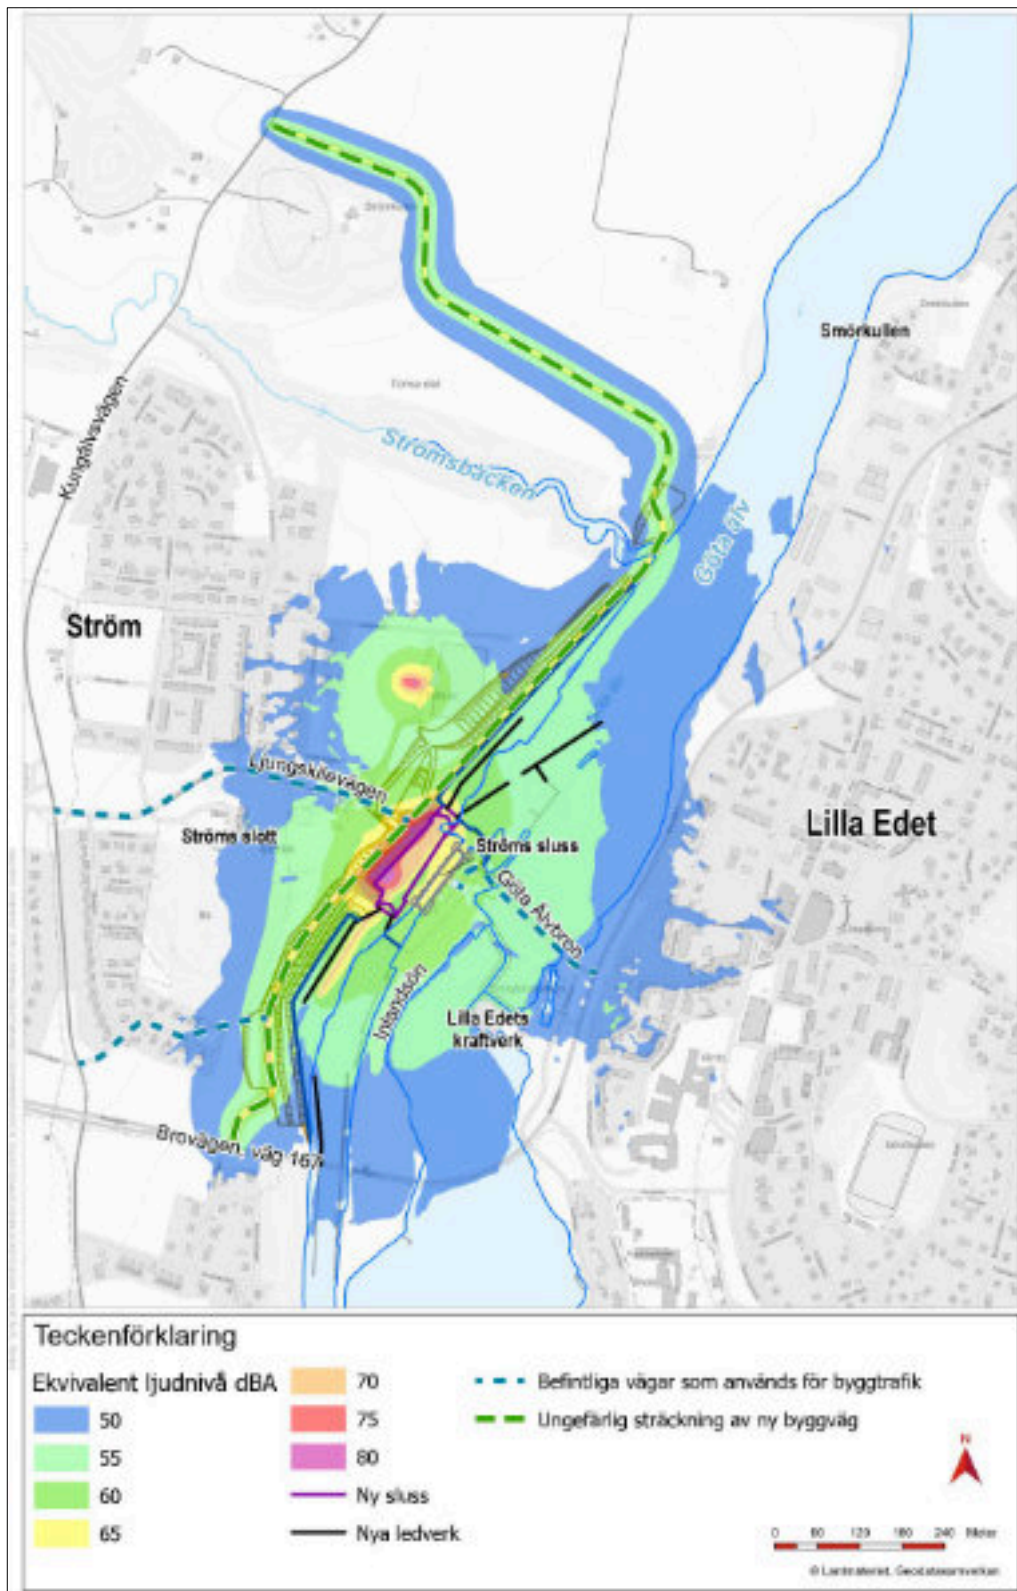 Smörkullen
Kungälvsvägen
Strömsbäcken
Göta älv
Ström
Ljungskilevägen
Ströms slott
Ströms sluss
Lilla Edet
Göta Älvbron
Inlandsön
Lilla Edets
kraftverk
Brovägen, väg 167
Teckenförklaring
Ekvivalent ljudnivå dBA
50
55
60
65
70
75
80
Ny sluss
Nya ledverk
Befintliga vägar som används för byggtrafik
Ungefärlig sträckning av ny byggväg
N
0 60 120 180 240 Meter
© Lantmäteriet, Geodatasamverkan